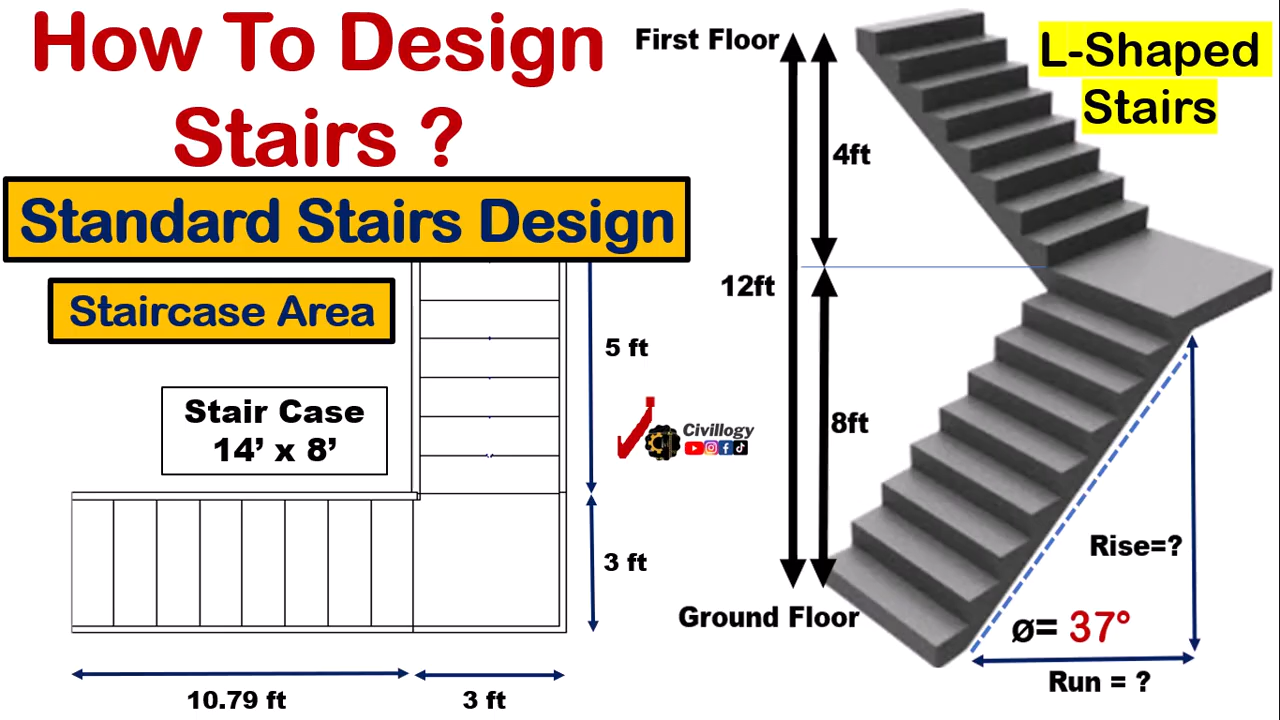 How To Design
Stairs ?
Standard Stairs Design
Staircase Area
Stair Case
14’ x 8’
5 ft
3 ft
10.79 ft
3 ft
Civillogy
First Floor
4ft
12ft
8ft
Ground Floor
L-Shaped
Stairs
Rise=?
ø= 37°
Run = ?